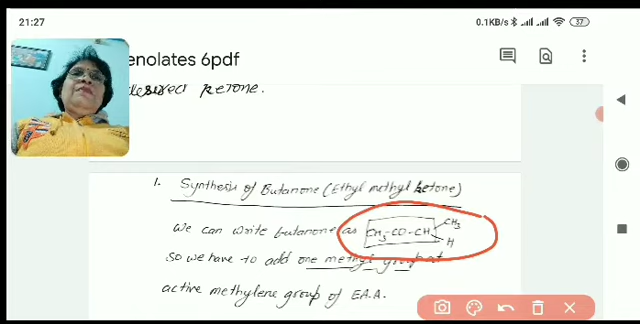 21:27
0.1KB/s 37
enolates 6pdf
desired ketone.
1. Synthesis of Butanone (Ethyl methyl ketone)
We can write butanone as CH3-CO-CH CH3 H
so we have to add one methyl group at
active methylene group of E.A.A.